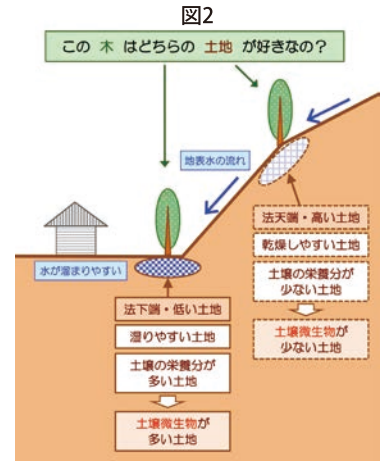 図2
この 木 はどちらの 土地 が好きなの？
地表水の流れ
水が溜まりやすい
法天端・高い土地
乾燥しやすい土地
土壌の栄養分が
少ない土地
土壌微生物が
少ない土地
法下端・低い土地
湿りやすい土地
土壌の栄養分が
多い土地
土壌微生物が
多い土地